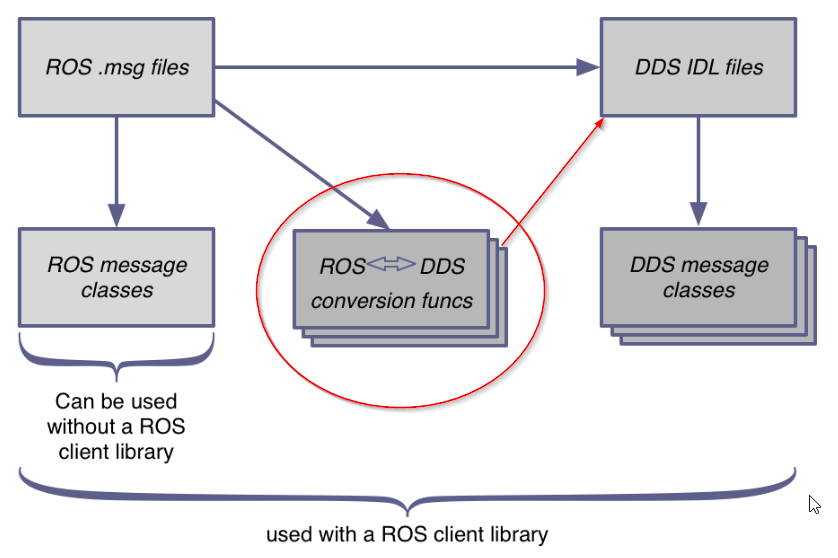 ROS .msg files
DDS IDL files
ROS message
classes
ROS DDS
conversion funcs
DDS message
classes
Can be used
without a ROS
client library
used with a ROS client library